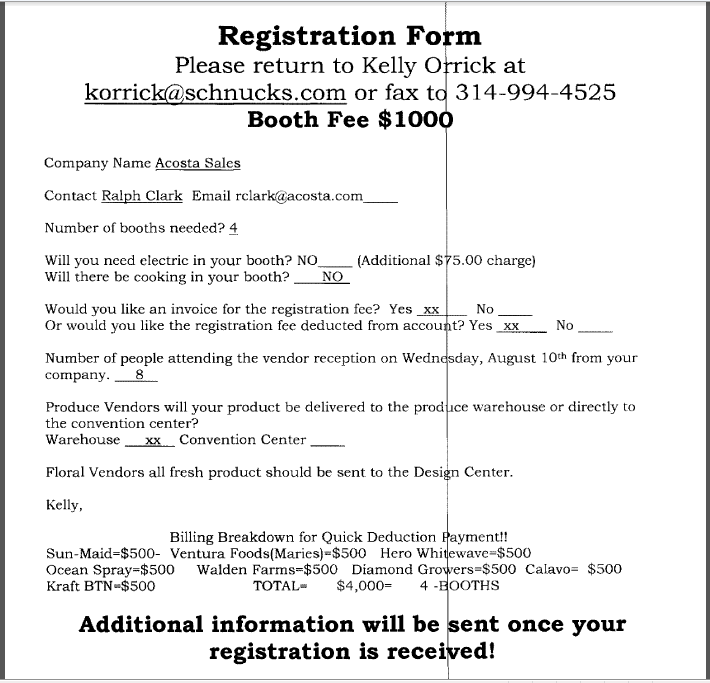 Registration Form
Please return to Kelly Orrick at
korrick@schnucks.com or fax to 314-994-4525
Booth Fee $1000
Company Name Acosta Sales
Contact Ralph Clark Email rclark@acosta.com____
Number of booths needed? 4
Will you need electric in your booth? NO____ (Additional $75.00 charge)
Will there be cooking in your booth? ___NO_
Would you like an invoice for the registration fee? Yes _xx___ No ____
Or would you like the registration fee deducted from account? Yes _xx___ No ____
Number of people attending the vendor reception on Wednesday, August 10th from your
company. __8__
Produce Vendors will your product be delivered to the produce warehouse or directly to
the convention center?
Warehouse __xx_ Convention Center ____
Floral Vendors all fresh product should be sent to the Design Center.
Kelly,
Billing Breakdown for Quick Deduction Payment!!
Sun-Maid=$500- Ventura Foods(Maries)=$500 Hero Whitewave=$500
Ocean Spray=$500 Walden Farms=$500 Diamond Growers=$500 Calavo= $500
Kraft BTN=$500 TOTAL= $4,000= 4 -BOOTHS
Additional information will be sent once your
registration is received!